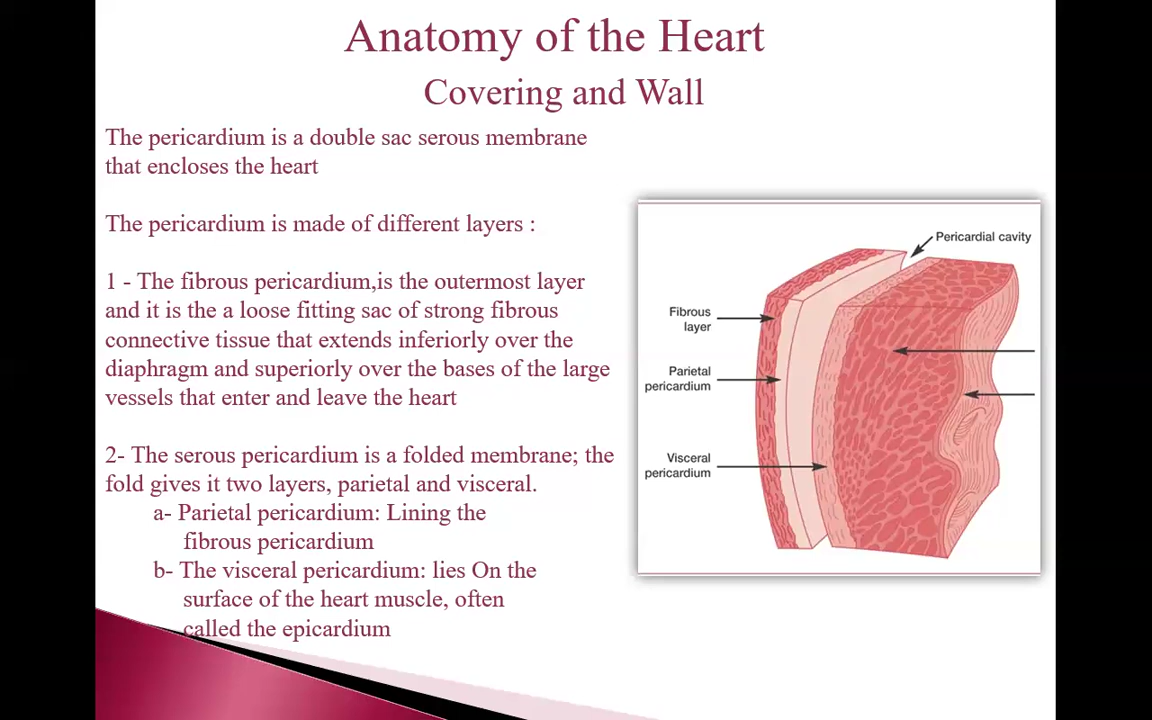 Anatomy of the Heart
Covering and Wall
The pericardium is a double sac serous membrane
that encloses the heart
The pericardium is made of different layers :
1 - The fibrous pericardium,is the outermost layer
and it is the a loose fitting sac of strong fibrous
connective tissue that extends inferiorly over the
diaphragm and superiorly over the bases of the large
vessels that enter and leave the heart
2- The serous pericardium is a folded membrane; the
fold gives it two layers, parietal and visceral.
a- Parietal pericardium: Lining the
fibrous pericardium
b- The visceral pericardium: lies On the
surface of the heart muscle, often
called the epicardium
Pericardial cavity
Fibrous
layer
Parietal
pericardium
Visceral
pericardium